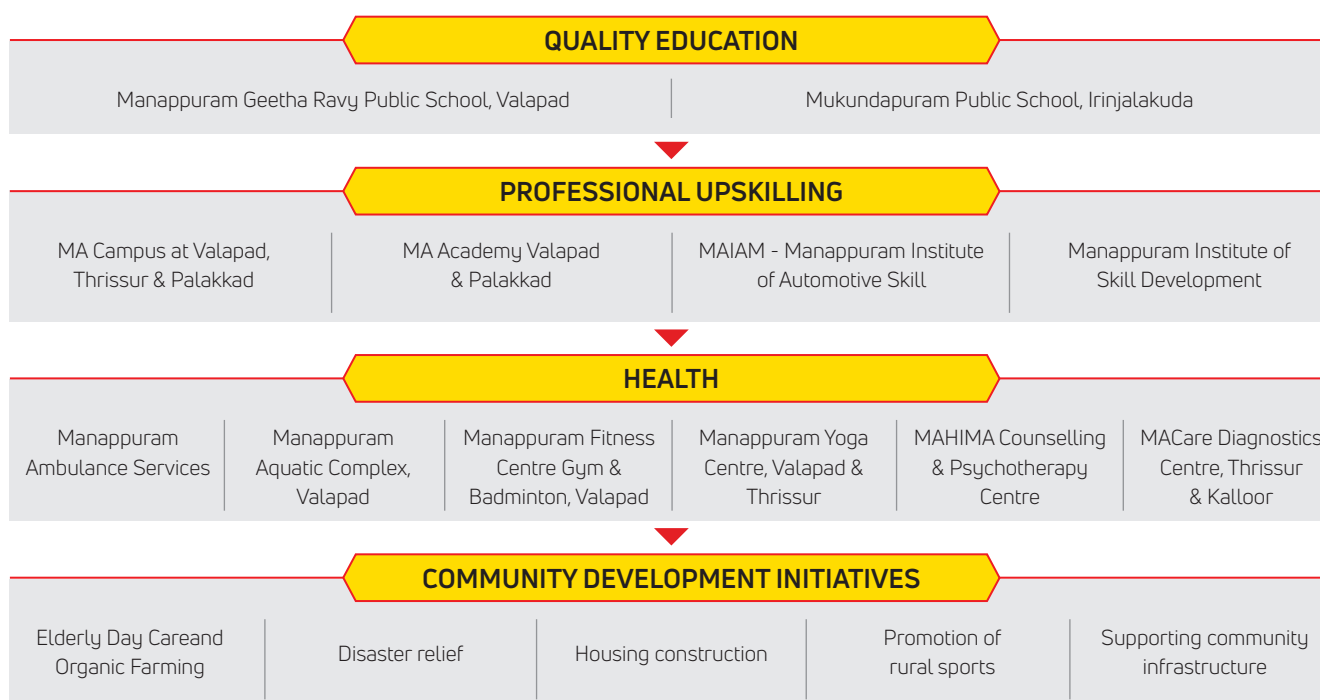 QUALITY EDUCATION
Manappuram Geetha Ravy Public School, Valapad
Mukundapuram Public School, Irinjalakuda
PROFESSIONAL UPSKILLING
MA Campus at Valapad,
Thrissur & Palakkad
MA Academy Valapad
& Palakkad
MAIAM - Manappuram Institute
of Automotive Skill
Manappuram Institute of
Skill Development
HEALTH
Manappuram
Ambulance Services
Manappuram
Aquatic Complex,
Valapad
Manappuram Fitness
Centre Gym &
Badminton, Valapad
Manappuram Yoga
Centre, Valapad &
Thrissur
MAHIMA Counselling
& Psychotherapy
Centre
MACare Diagnostics
Centre, Thrissur
& Kalloor
COMMUNITY DEVELOPMENT INITIATIVES
Elderly Day Careand
Organic Farming
Disaster relief
Housing construction
Promotion of
rural sports
Supporting community
infrastructure